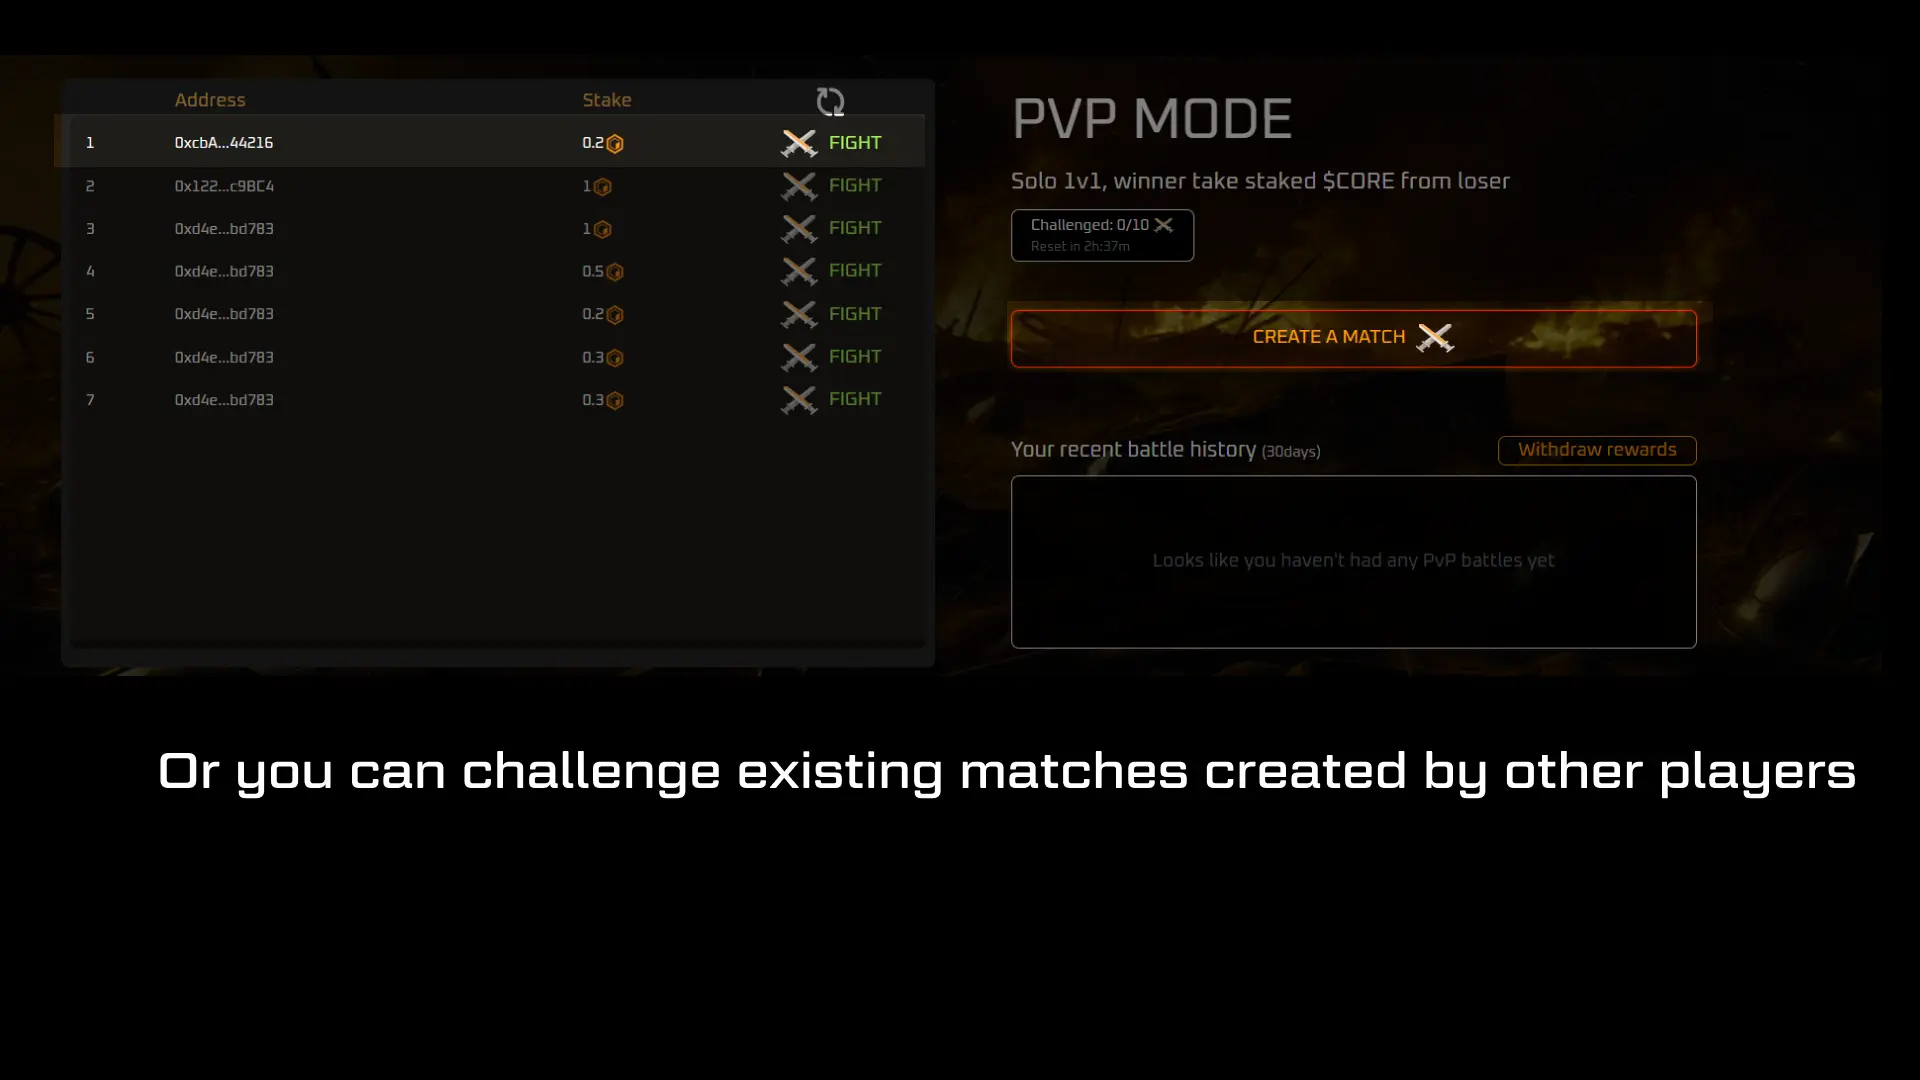 Address Stake
1 0xcbA...44216 0.2 FIGHT
2 0x122...c9BC4 1 FIGHT
3 0xd4e...bd783 1 FIGHT
4 0xd4e...bd783 0.5 FIGHT
5 0xd4e...bd783 0.2 FIGHT
6 0xd4e...bd783 0.3 FIGHT
7 0xd4e...bd783 0.3 FIGHT
PVP MODE
Solo 1v1, winner take staked $CORE from loser
Challenged: 0/10
Reset in 2h:37m
CREATE A MATCH
Your recent battle history (30days)
Withdraw rewards
Looks like you haven't had any PvP battles yet
Or you can challenge existing matches created by other players